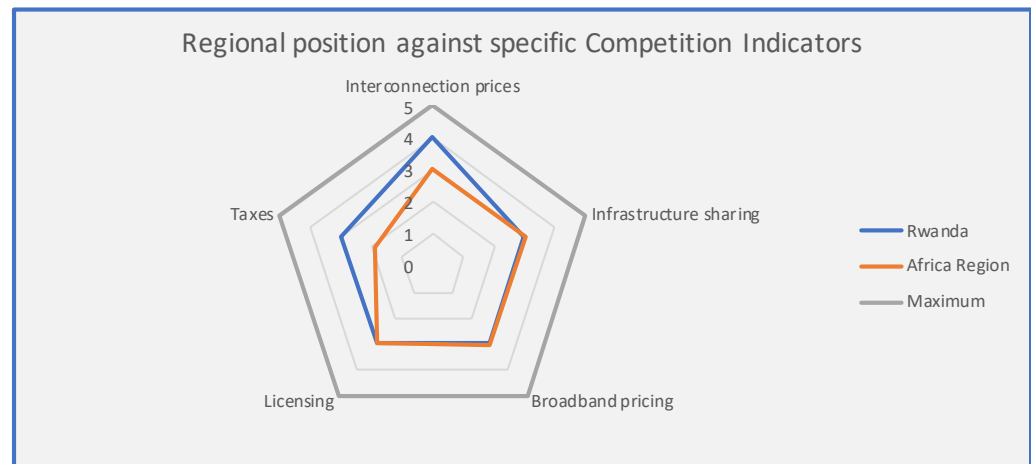 Regional position against specific Competition Indicators
Interconnection prices
5
4
3
2
1
0
Taxes
Infrastructure sharing
Licensing
Broadband pricing
Rwanda
Africa Region
Maximum